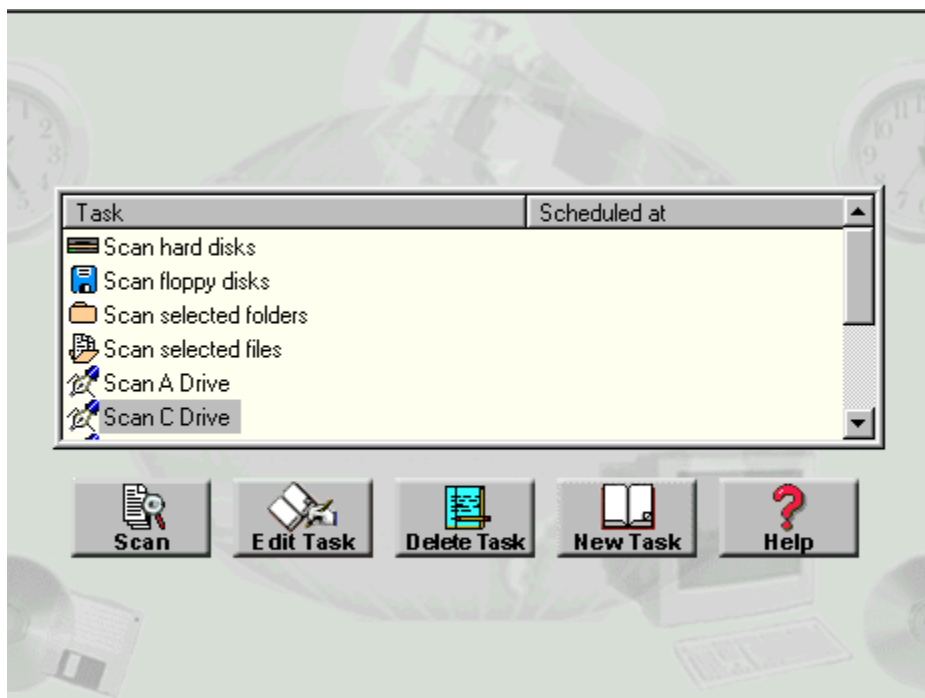 Task Scheduled at
Scan hard disks
Scan floppy disks
Scan selected folders
Scan selected files
Scan A Drive
Scan C Drive
Scan Edit Task Delete Task New Task Help